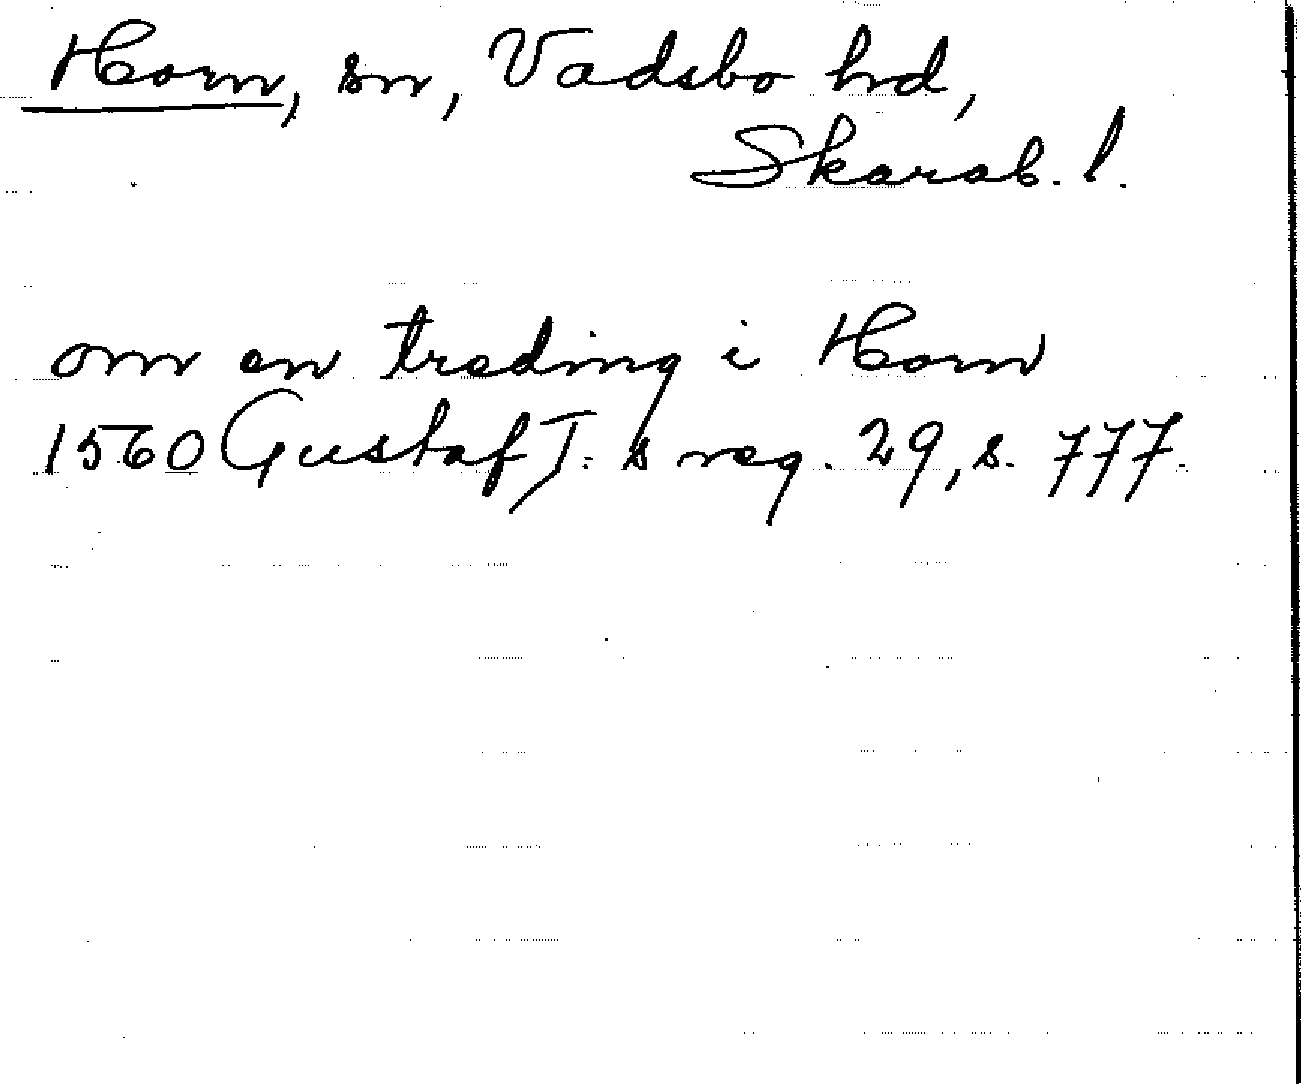 Horn, sn, Vadsbo hd,
Skarab. l.
om en treding i Horn
1560 Gustaf I:s reg. 29, s. 777.